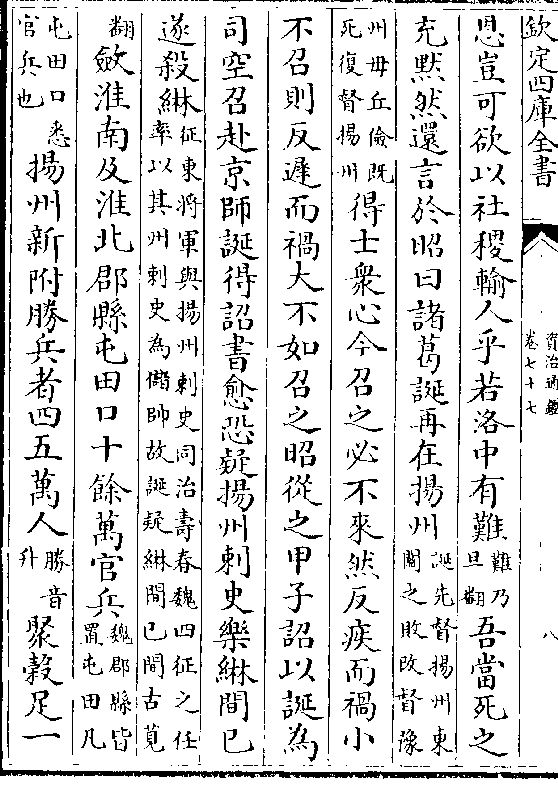 欽定四庫全書
資治通鑑
卷七十七
八
恩豈可欲以社稷輸人乎若洛中有難難乃旦翻吾當死之
充黙然還言於昭曰諸葛誕再在揚州誕先督揚州東關之敗改督豫
州毋丘儉既死復督揚州得士衆心今召之必不來然反疾而禍小
不召則反遲而禍大不如召之昭從之甲子詔以誕為
司空召赴京師誕得詔書愈恐疑揚州刺史樂綝間已
遂殺綝征東將軍與揚州刺史同治壽春魏四征之任率以其州刺史為儲帥故誕疑綝間已間古莧
翻歛淮南及淮北郡縣屯田口十餘萬官兵魏郡縣皆置屯田凡
屯田口悉官兵也揚州新附勝兵者四五萬人勝音升聚穀足一